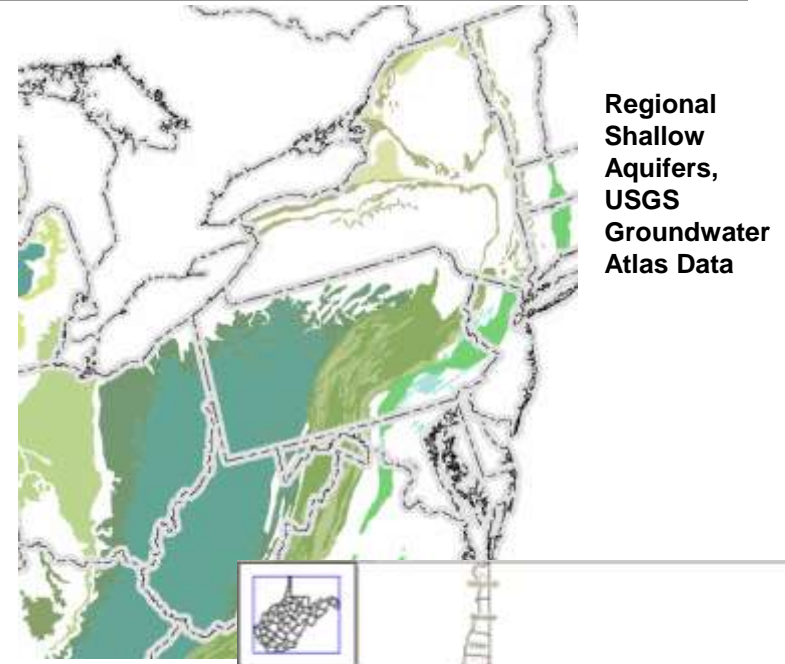 Regional
Shallow
Aquifers,
USGS
Groundwater
Atlas Data